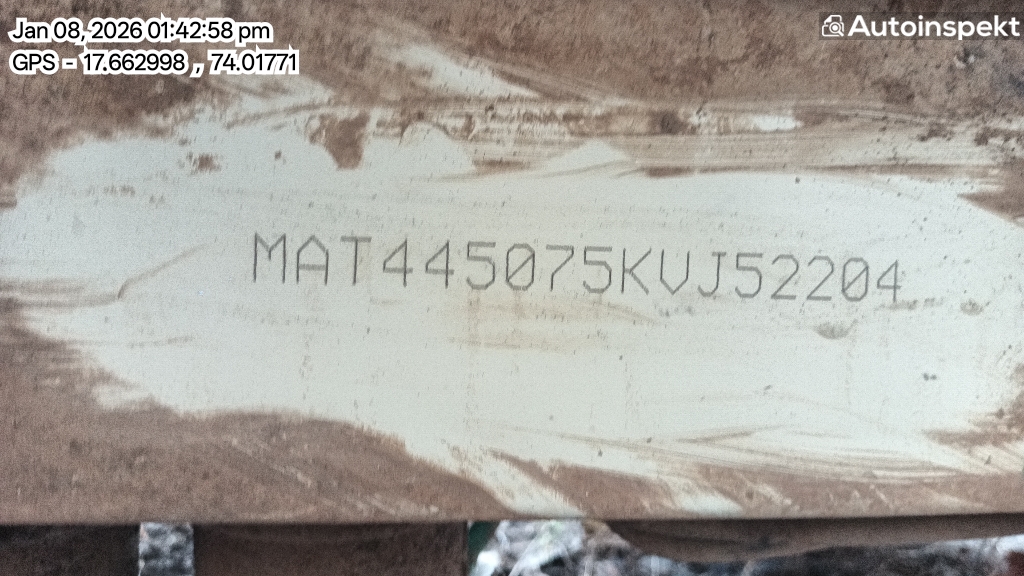 Jan 08, 2026 01:42:58 pm
GPS - 17.662998 , 74.01771
Autoinspekt
MAT445075KVJ52204